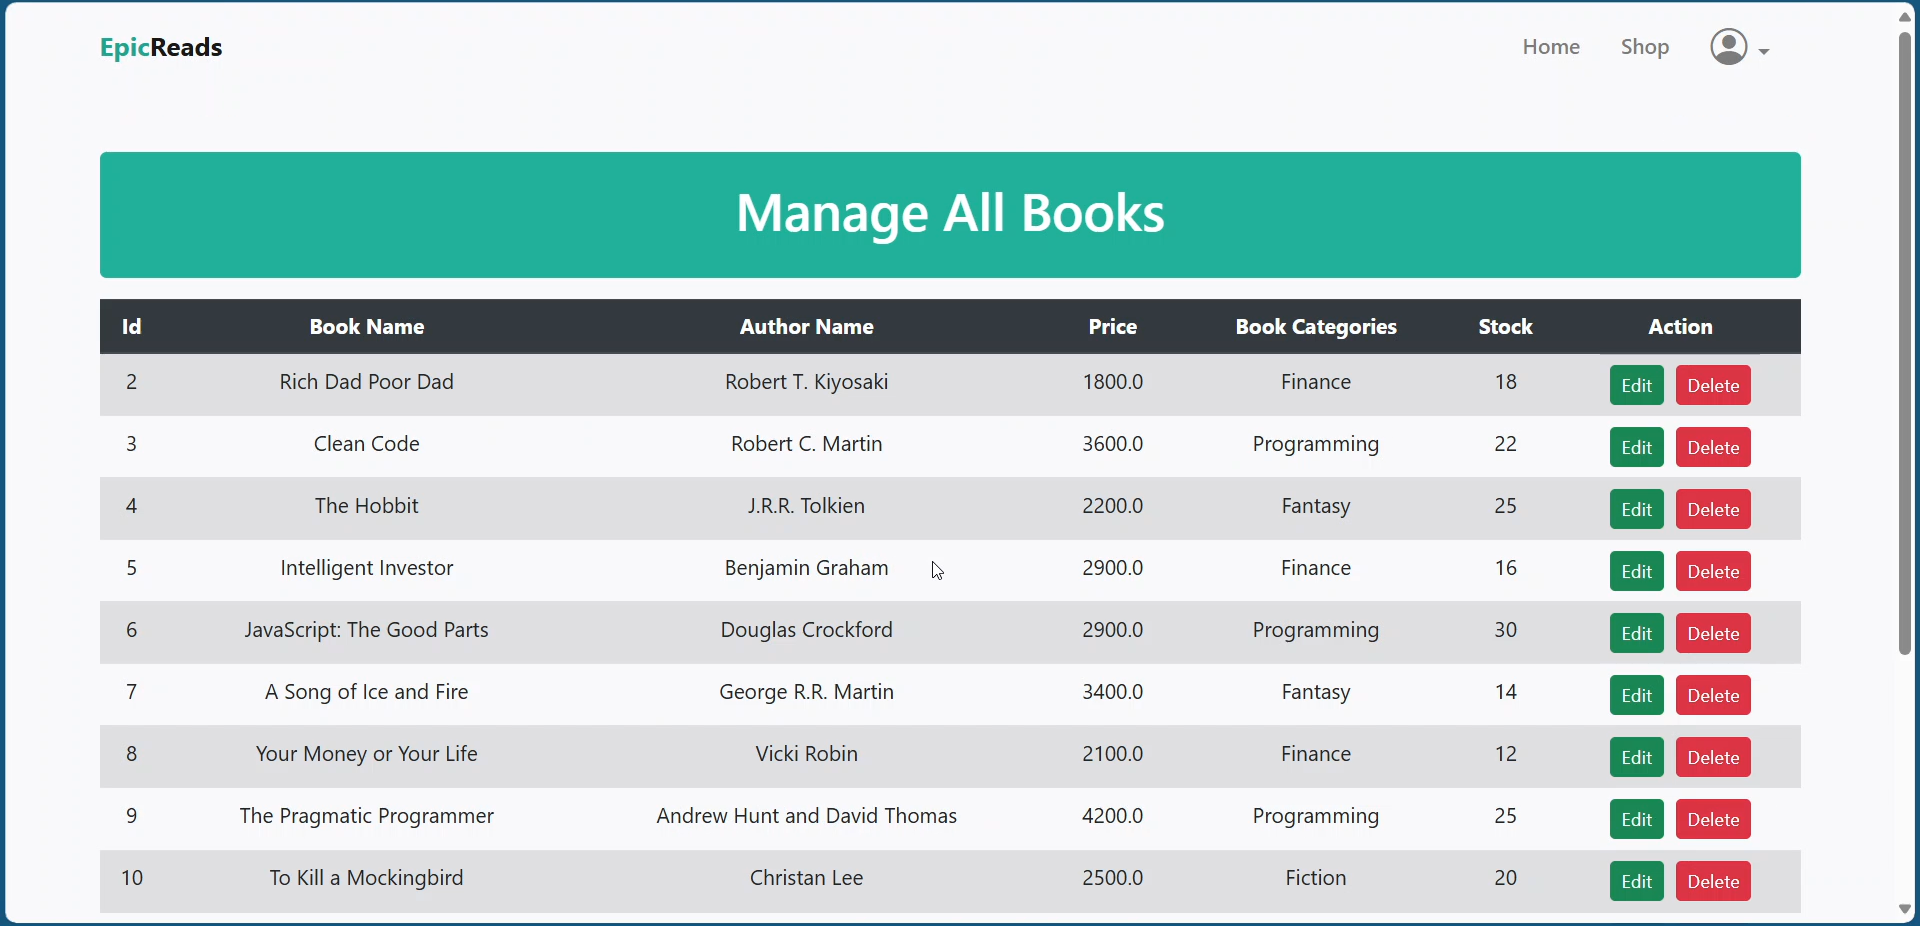 EpicReads Home Shop
Manage All Books
Id Book Name Author Name Price Book Categories Stock Action
2 Rich Dad Poor Dad Robert T. Kiyosaki 1800.0 Finance 18 Edit Delete
3 Clean Code Robert C. Martin 3600.0 Programming 22 Edit Delete
4 The Hobbit J.R.R. Tolkien 2200.0 Fantasy 25 Edit Delete
5 Intelligent Investor Benjamin Graham 2900.0 Finance 16 Edit Delete
6 JavaScript: The Good Parts Douglas Crockford 2900.0 Programming 30 Edit Delete
7 A Song of Ice and Fire George R.R. Martin 3400.0 Fantasy 14 Edit Delete
8 Your Money or Your Life Vicki Robin 2100.0 Finance 12 Edit Delete
9 The Pragmatic Programmer Andrew Hunt and David Thomas 4200.0 Programming 25 Edit Delete
10 To Kill a Mockingbird Christan Lee 2500.0 Fiction 20 Edit Delete